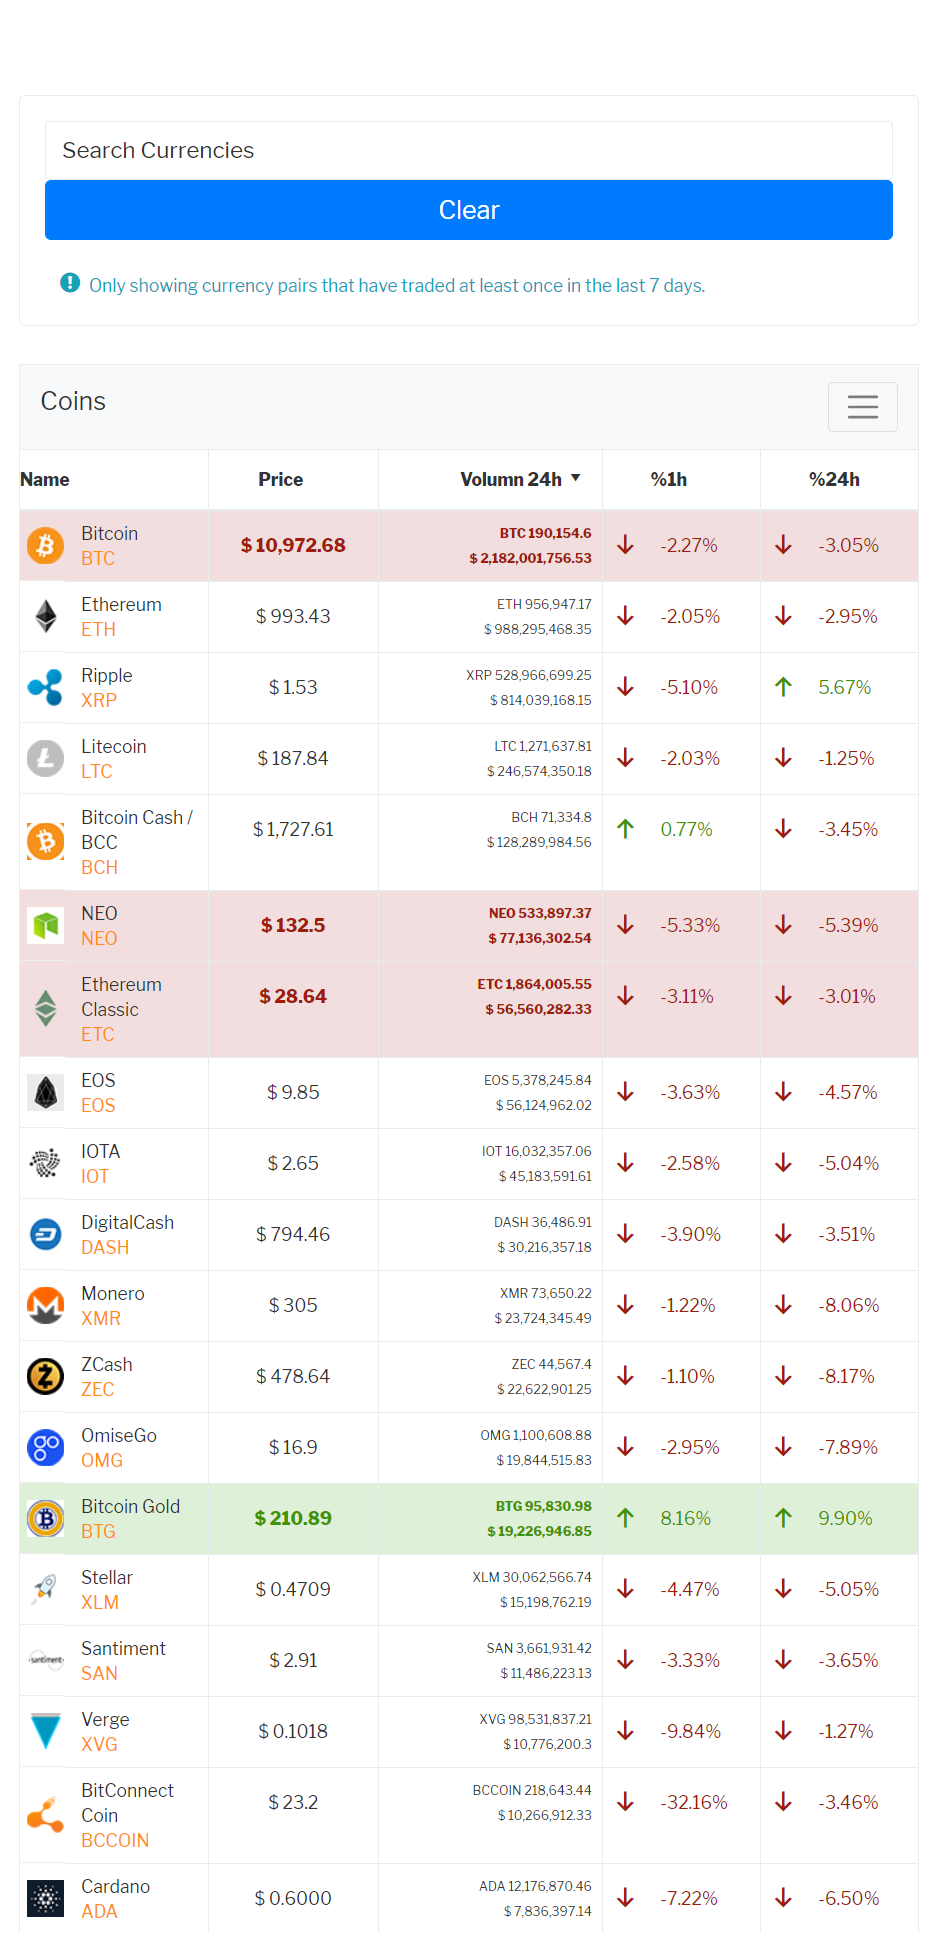 Search Currencies
Clear
Only showing currency pairs that have traded at least once in the last 7 days.
Coins
Name Price Volumn 24h ▼ %1h %24h
Bitcoin
BTC
$ 10,972.68
BTC 190,154.6
$ 2,182,001,756.53
-2.27%
-3.05%
Ethereum
ETH
$ 993.43
ETH 956,947.17
$ 988,295,468.35
-2.05%
-2.95%
Ripple
XRP
$ 1.53
XRP 528,966,699.25
$ 814,039,168.15
-5.10%
5.67%
Litecoin
LTC
$ 187.84
LTC 1,271,637.81
$ 246,574,350.18
-2.03%
-1.25%
Bitcoin Cash /
BCC
BCH
$ 1,727.61
BCH 71,334.8
$ 128,289,984.56
0.77%
-3.45%
NEO
NEO
$ 132.5
NEO 533,897.37
$ 77,136,302.54
-5.33%
-5.39%
Ethereum
Classic
ETC
$ 28.64
ETC 1,864,005.55
$ 56,560,282.33
-3.11%
-3.01%
EOS
EOS
$ 9.85
EOS 5,378,245.84
$ 56,124,962.02
-3.63%
-4.57%
IOTA
IOT
$ 2.65
IOT 16,032,357.06
$ 45,183,591.61
-2.58%
-5.04%
DigitalCash
DASH
$ 794.46
DASH 36,486.91
$ 30,216,357.18
-3.90%
-3.51%
Monero
XMR
$ 305
XMR 73,650.22
$ 23,724,345.49
-1.22%
-8.06%
ZCash
ZEC
$ 478.64
ZEC 44,567.4
$ 22,622,901.25
-1.10%
-8.17%
OmiseGo
OMG
$ 16.9
OMG 1,100,608.88
$ 19,844,515.83
-2.95%
-7.89%
Bitcoin Gold
BTG
$ 210.89
BTG 95,830.98
$ 19,226,946.85
8.16%
9.90%
Stellar
XLM
$ 0.4709
XLM 30,062,566.74
$ 15,198,762.19
-4.47%
-5.05%
santiment
Santiment
SAN
$ 2.91
SAN 3,661,931.42
$ 11,486,223.13
-3.33%
-3.65%
Verge
XVG
$ 0.1018
XVG 98,531,837.21
$ 10,776,200.3
-9.84%
-1.27%
BitConnect
Coin
BCCOIN
$ 23.2
BCCOIN 218,643.44
$ 10,266,912.33
-32.16%
-3.46%
Cardano
ADA
$ 0.6000
ADA 12,176,870.46
$ 7,836,397.14
-7.22%
-6.50%